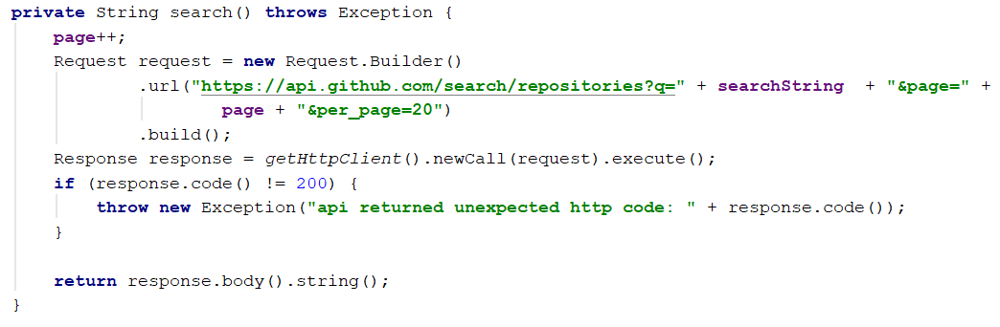 private String search() throws Exception {
    page++;
    Request request = new Request.Builder()
            .url("https://api.github.com/search/repositories?q=" + searchString  + "&page=" +
                    page + "&per_page=20")
            .build();
    Response response = getHttpClient().newCall(request).execute();
    if (response.code() != 200) {
        throw new Exception("api returned unexpected http code: " + response.code());
    }

    return response.body().string();
}